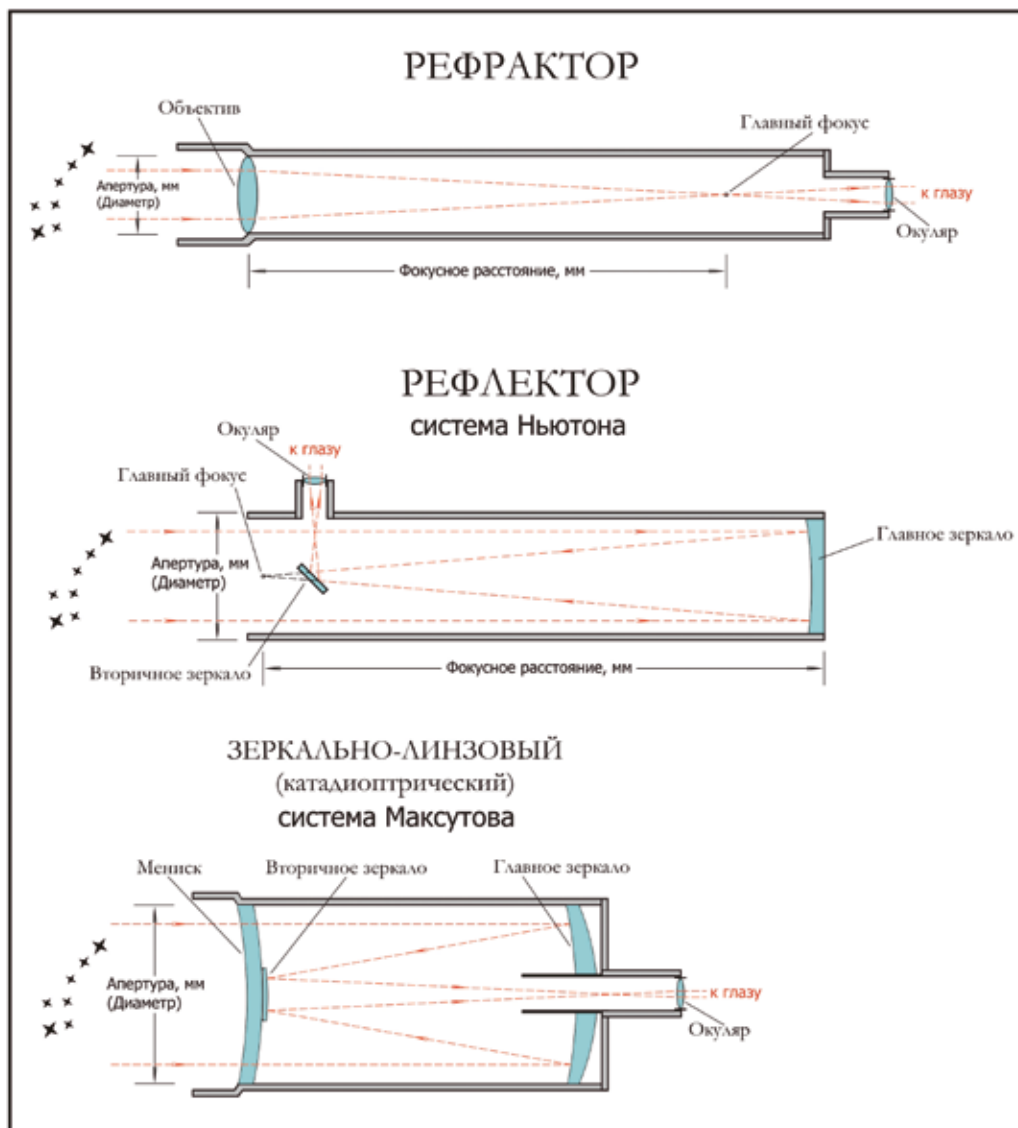 РЕФРАКТОР
Объектив
Главный фокус
Апертура, мм
(Диаметр)
к глазу
Окуляр
Фокусное расстояние, мм
РЕФЛЕКТОР
система Ньютона
Окуляр
к глазу
Главный фокус
Главное зеркало
Апертура, мм
(Диаметр)
Вторичное зеркало
Фокусное расстояние, мм
ЗЕРКАЛЬНО-ЛИНЗОВЫЙ
(катадиоптрический)
система Максутова
Мениск
Вторичное зеркало
Главное зеркало
Апертура, мм
(Диаметр)
к глазу
Окуляр